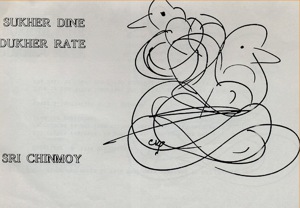 SUKHER DINE
DUKHER RATE
SRI CHINMOY